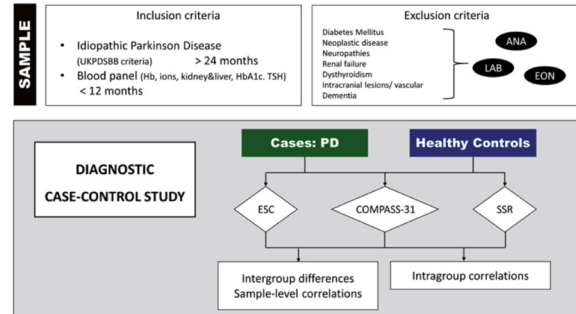 SAMPLE
Inclusion criteria
• Idiopathic Parkinson Disease
(UKPDSBB criteria) > 24 months
• Blood panel (Hb, ions, kidney&liver, HbA1c. TSH)
< 12 months
Exclusion criteria
Diabetes Mellitus
Neoplastic disease
Neuropathies
Renal failure
Dysthyroidism
Intracranial lesions/ vascular
Dementia
ANA
LAB
EON
DIAGNOSTIC
CASE-CONTROL STUDY
Cases: PD
Healthy Controls
ESC
COMPASS-31
SSR
Intergroup differences
Sample-level correlations
Intragroup correlations